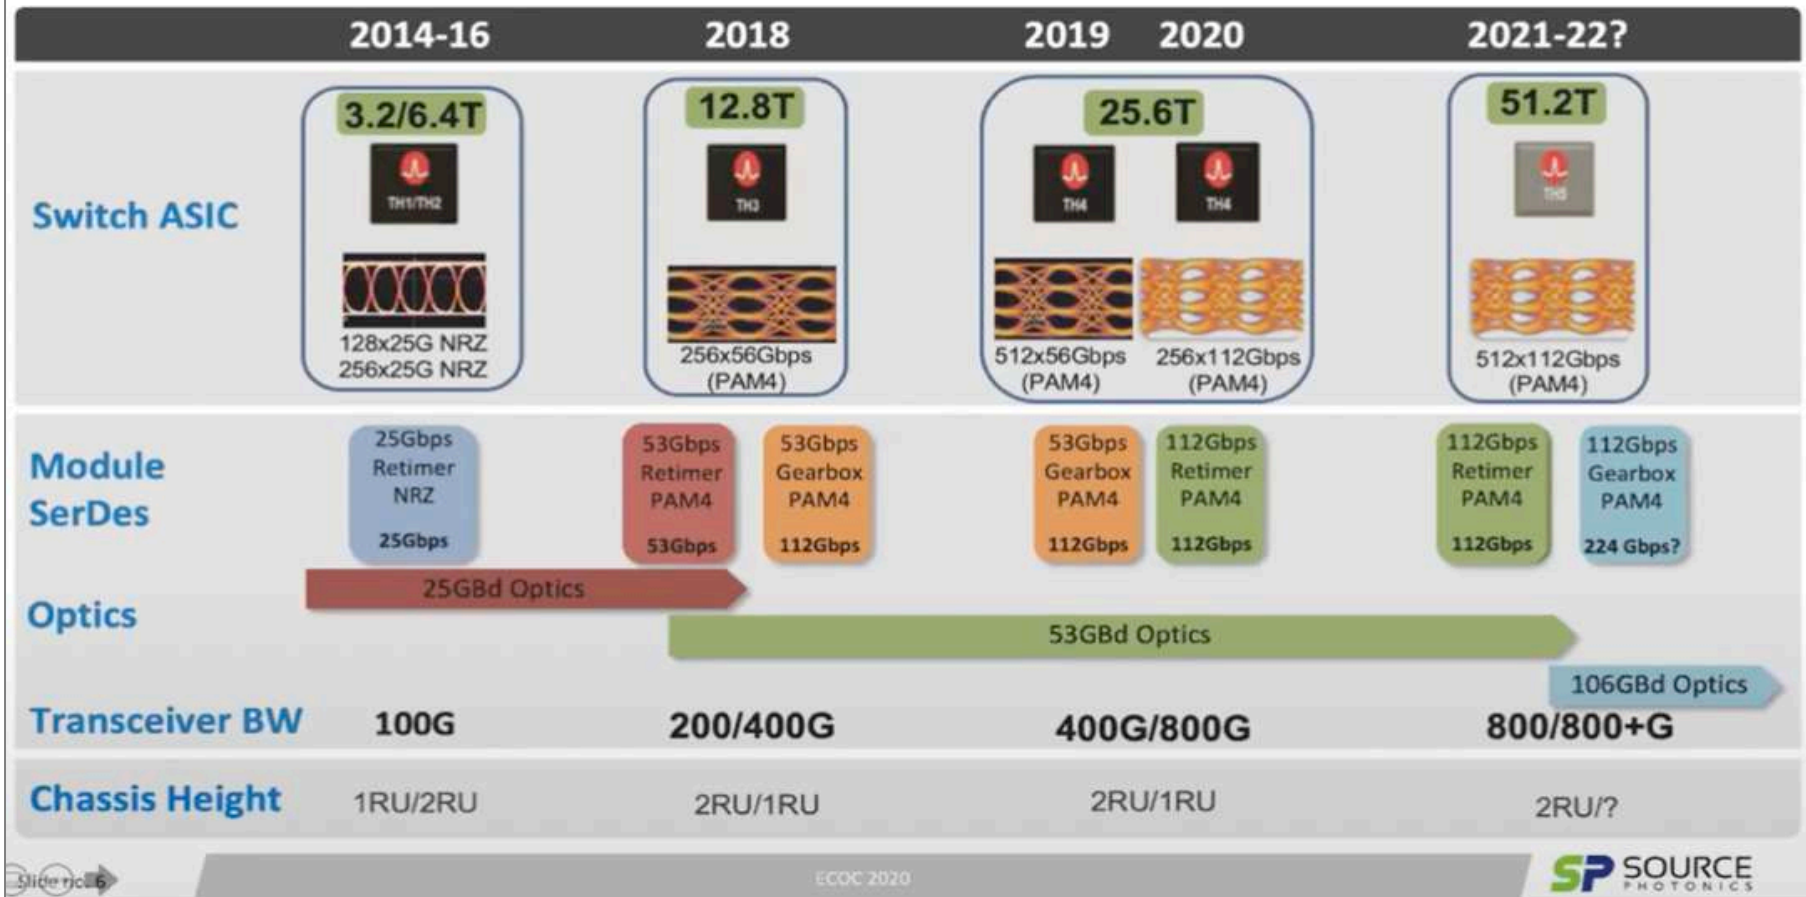 2014-16 2018 2019 2020 2021-22?
3.2/6.4T 12.8T 25.6T 51.2T
Switch ASIC
TH1/TH2 TH3 TH4 TH4 TH5
128x25G NRZ
256x25G NRZ
256x56Gbps
(PAM4)
512x56Gbps
(PAM4)
256x112Gbps
(PAM4)
512x112Gbps
(PAM4)
Module
SerDes
25Gbps
Retimer
NRZ
25Gbps
53Gbps
Retimer
PAM4
53Gbps
53Gbps
Gearbox
PAM4
112Gbps
53Gbps
Gearbox
PAM4
112Gbps
112Gbps
Retimer
PAM4
112Gbps
112Gbps
Retimer
PAM4
112Gbps
112Gbps
Gearbox
PAM4
224 Gbps?
Optics
25GBd Optics
53GBd Optics
106GBd Optics
Transceiver BW 100G 200/400G 400G/800G 800/800+G
Chassis Height 1RU/2RU 2RU/1RU 2RU/1RU 2RU/?
Slide no. 6
ECOC 2020
SP SOURCE
PHOTONICS